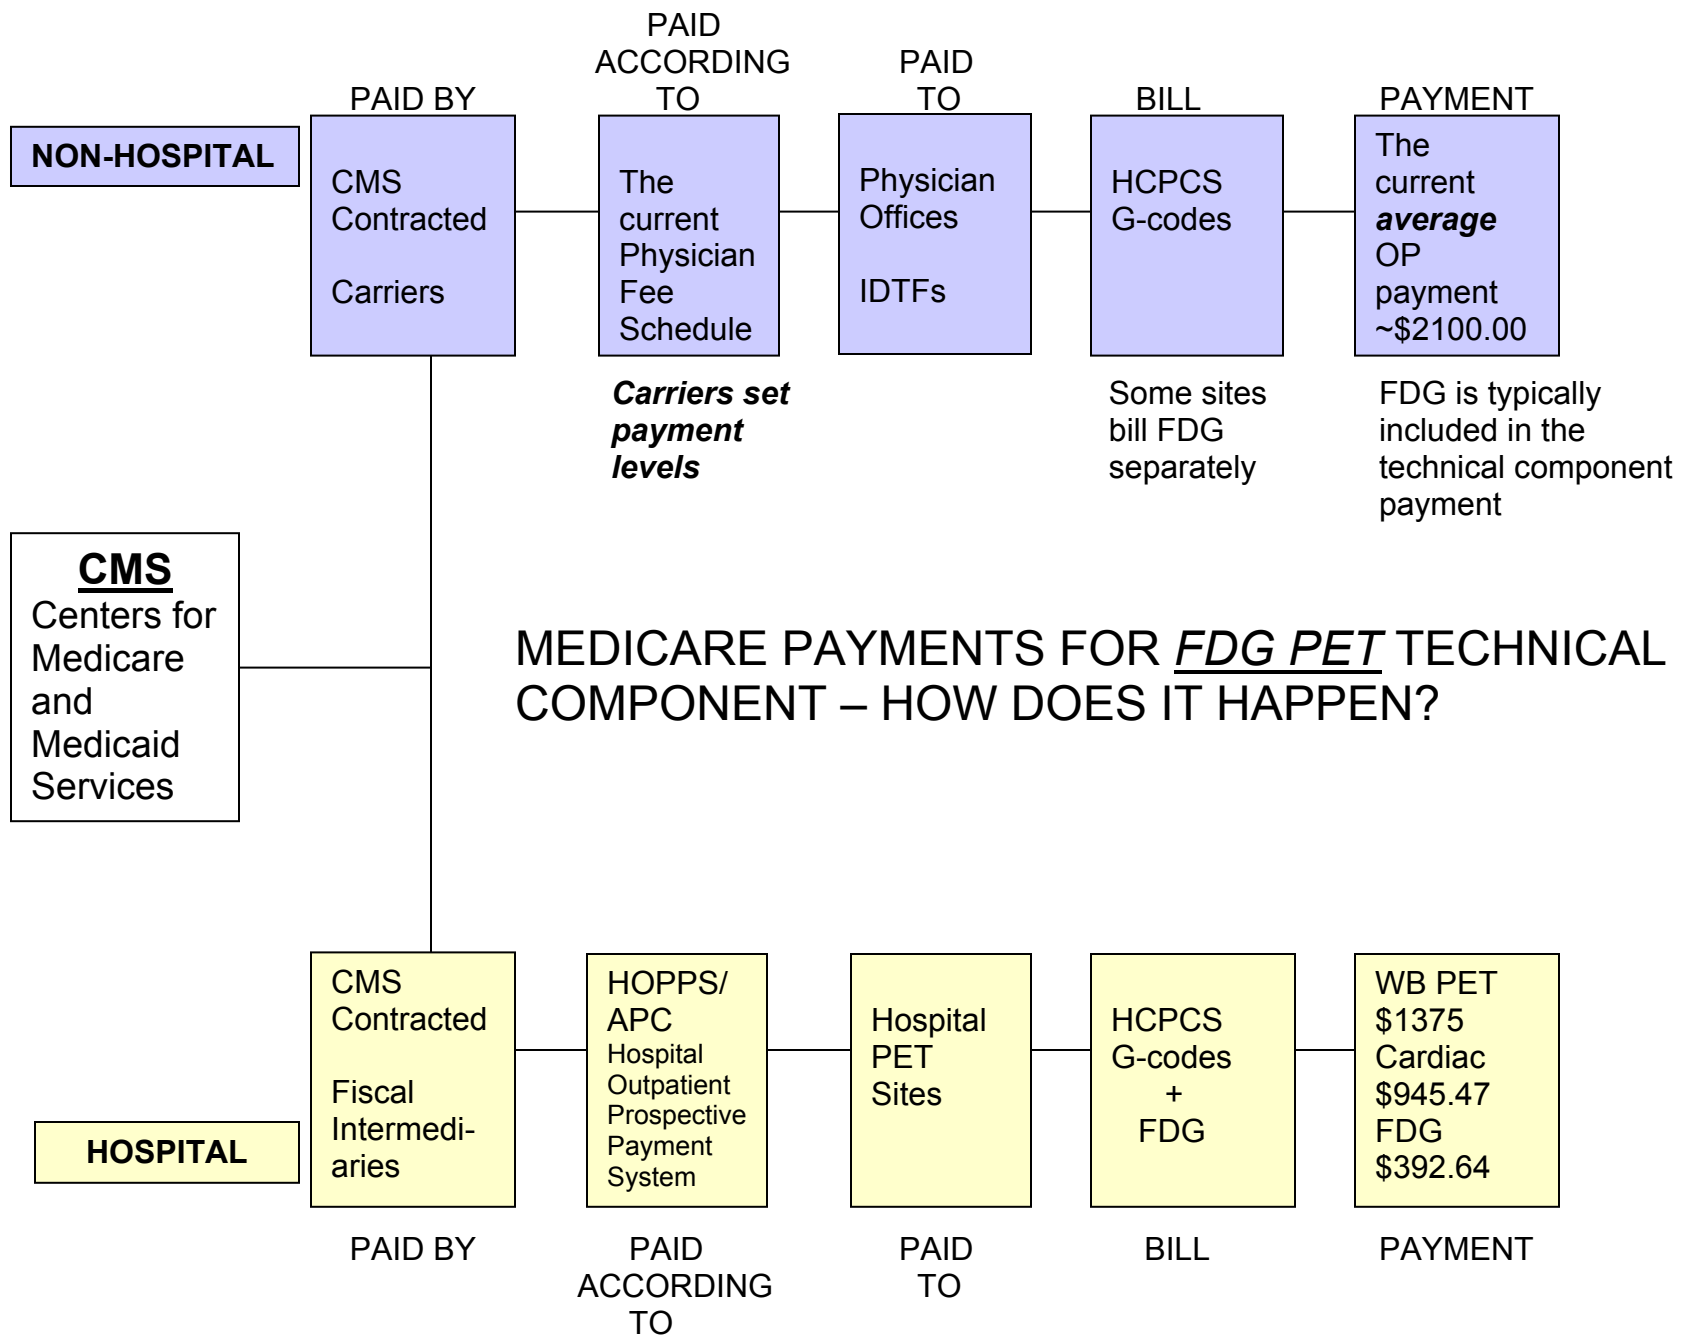 PAID
ACCORDING
TO
PAID BY
PAID
TO
BILL
PAYMENT
NON-HOSPITAL
CMS
Contracted
Carriers
The
current
Physician
Fee
Schedule
Physician
Offices
IDTFs
HCPCS
G-codes
The
current
average
OP
payment
~$2100.00
Carriers set
payment
levels
Some sites
bill FDG
separately
FDG is typically
included in the
technical component
payment
CMS
Centers for
Medicare
and
Medicaid
Services
MEDICARE PAYMENTS FOR FDG PET TECHNICAL
COMPONENT – HOW DOES IT HAPPEN?
HOSPITAL
CMS
Contracted
Fiscal
Intermedi-
aries
HOPPS/
APC
Hospital
Outpatient
Prospective
Payment
System
Hospital
PET
Sites
HCPCS
G-codes
+
FDG
WB PET
$1375
Cardiac
$945.47
FDG
$392.64
PAID BY
PAID
ACCORDING
TO
PAID
TO
BILL
PAYMENT